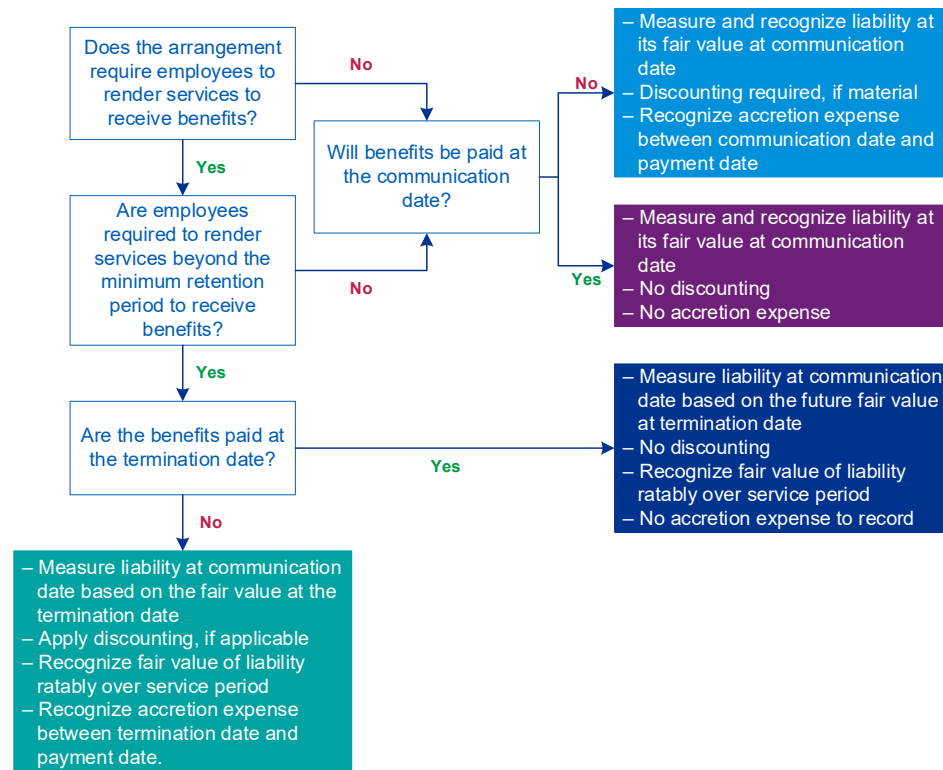 Does the arrangement
require employees to
render services to
receive benefits?
No
Yes
Will benefits be paid at
the communication
date?
No
Yes
– Measure and recognize liability at
its fair value at communication
date
– Discounting required, if material
– Recognize accretion expense
between communication date and
payment date
– Measure and recognize liability at
its fair value at communication
date
– No discounting
– No accretion expense
Are employees
required to render
services beyond the
minimum retention
period to receive
benefits?
No
Yes
Are the benefits paid at
the termination date?
Yes
– Measure liability at communication
date based on the future fair value
at termination date
– No discounting
– Recognize fair value of liability
ratably over service period
– No accretion expense to record
No
– Measure liability at communication
date based on the fair value at the
termination date
– Apply discounting, if applicable
– Recognize fair value of liability
ratably over service period
– Recognize accretion expense
between termination date and
payment date.